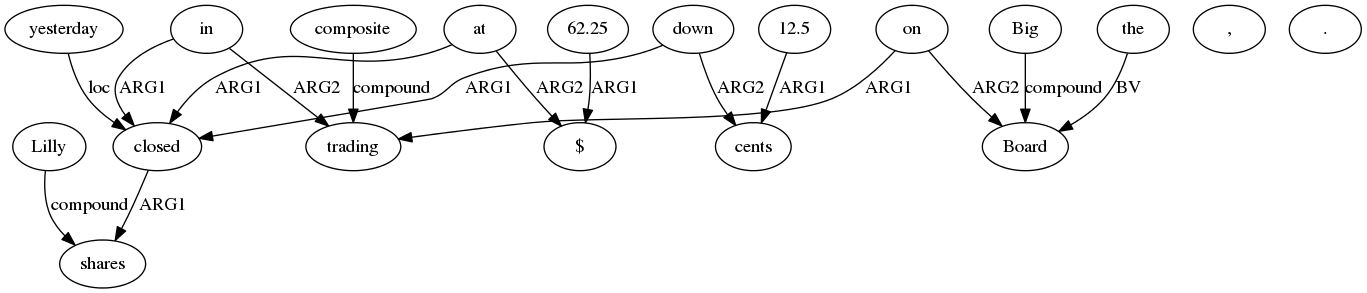 yesterday in composite at 62.25 down 12.5 on Big the , .
loc ARG1 ARG2 compound ARG1 ARG2 ARG1 ARG1 ARG2 ARG1 ARG1 ARG2 compound BV
Lilly closed trading $ cents Board
compound ARG1
shares